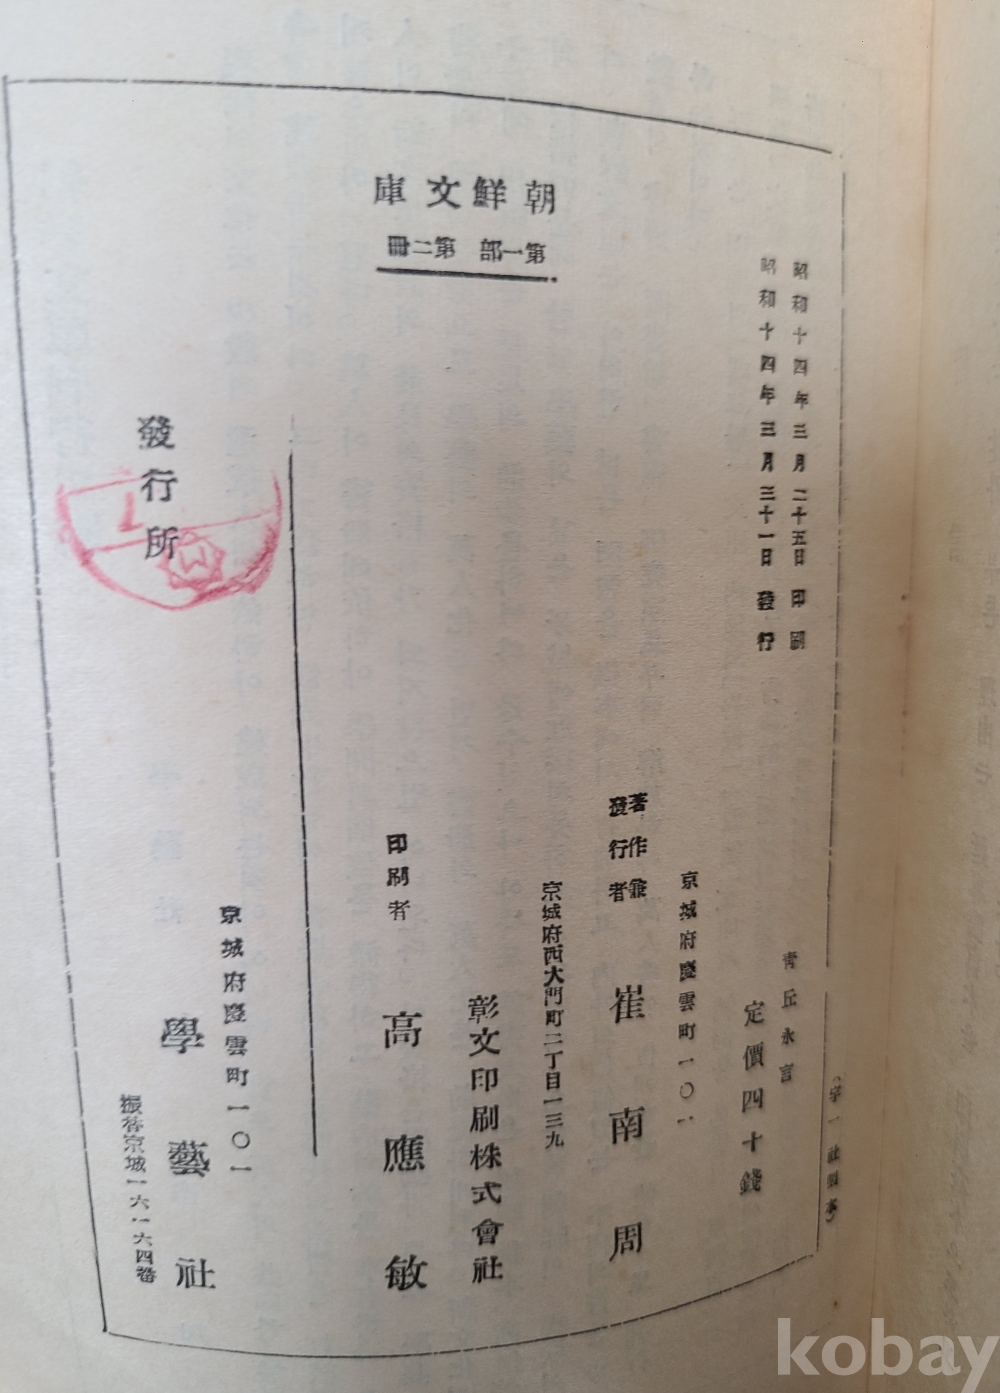 朝鮮文庫
第一部 第二冊
昭和十四年三月二十五日 印刷
昭和十四年三月三十一日 發行
青丘永言
定價四十錢
京城府慶雲町一〇一
著作兼
發行者 崔南周
京城府西大門町二丁目一三九
彰文印刷株式會社
印刷者 高應敏
發行所
京城府慶雲町一〇一
學藝社
振替京城一六一六四番
kobay